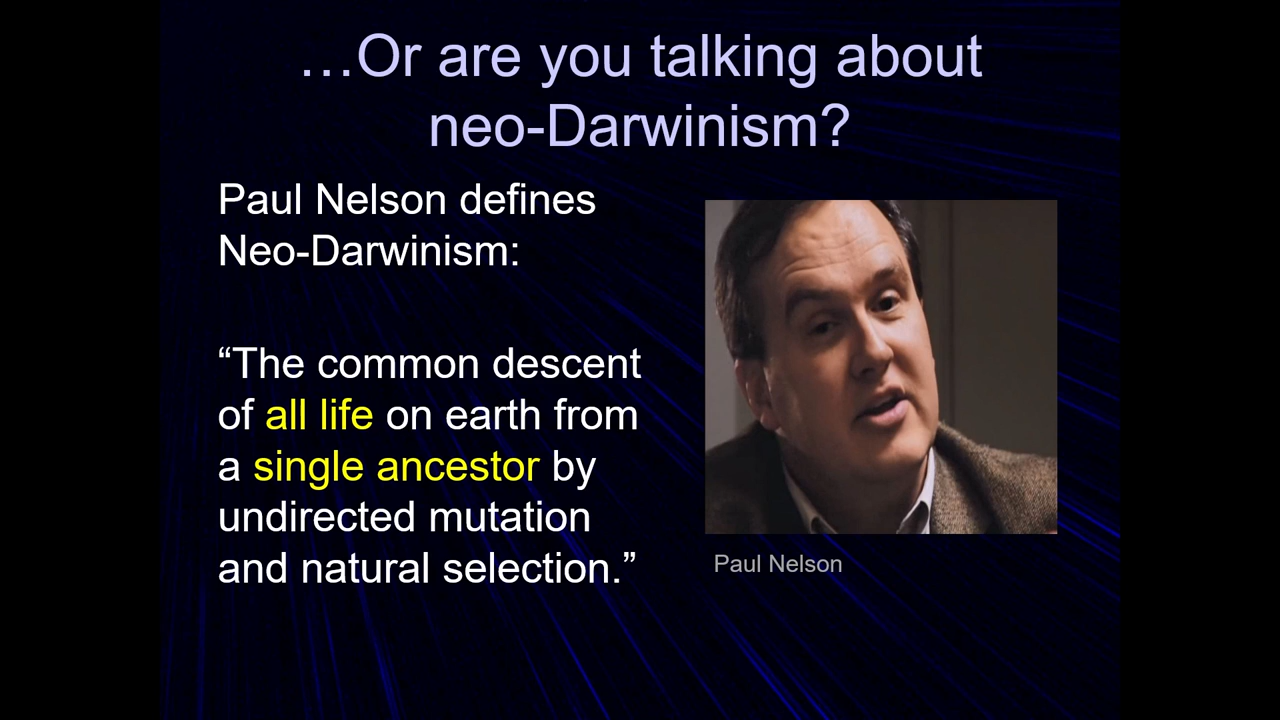 …Or are you talking about
neo-Darwinism?
Paul Nelson defines
Neo-Darwinism:
“The common descent
of all life on earth from
a single ancestor by
undirected mutation
and natural selection.”
Paul Nelson